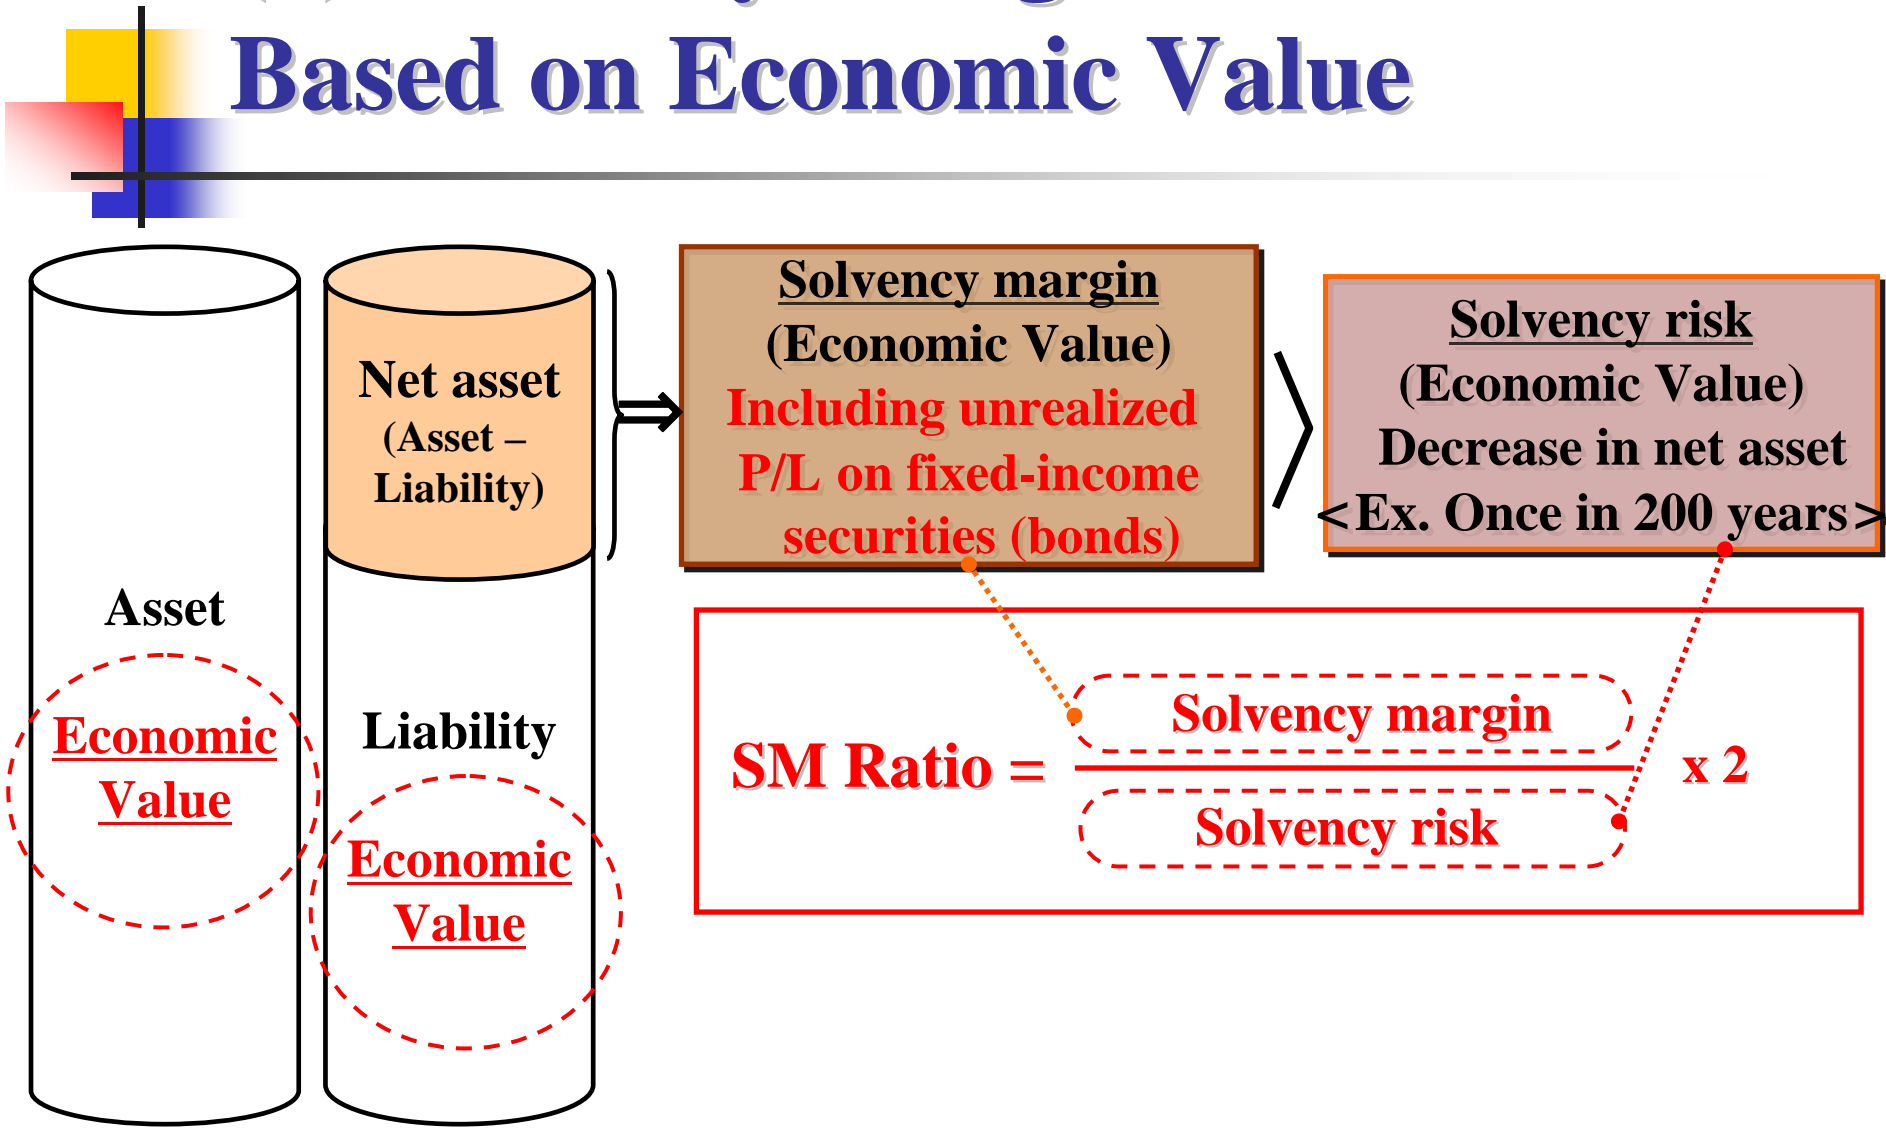 Based on Economic Value
Net asset
(Asset –
Liability)
Asset
Economic
Value
Liability
Economic
Value
⇒
Solvency margin
(Economic Value)
Including unrealized
P/L on fixed-income
securities (bonds)
>
Solvency risk
(Economic Value)
Decrease in net asset
<Ex. Once in 200 years>
Solvency margin
SM Ratio = x 2
Solvency risk